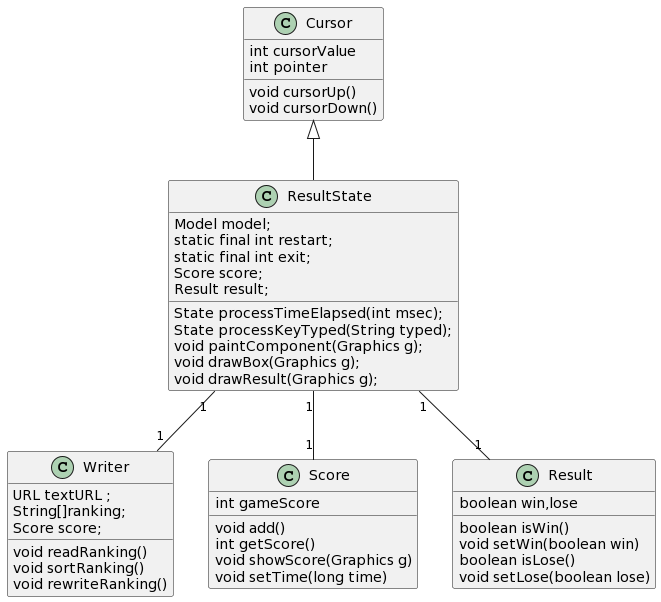 C Cursor
int cursorValue
int pointer
void cursorUp()
void cursorDown()
C ResultState
Model model;
static final int restart;
static final int exit;
Score score;
Result result;
State processTimeElapsed(int msec);
State processKeyTyped(String typed);
void paintComponent(Graphics g);
void drawBox(Graphics g);
void drawResult(Graphics g);
1 1 1
1 1 1
C Writer
URL textURL ;
String[]ranking;
Score score;
void readRanking()
void sortRanking()
void rewriteRanking()
C Score
int gameScore
void add()
int getScore()
void showScore(Graphics g)
void setTime(long time)
C Result
boolean win,lose
boolean isWin()
void setWin(boolean win)
boolean isLose()
void setLose(boolean lose)